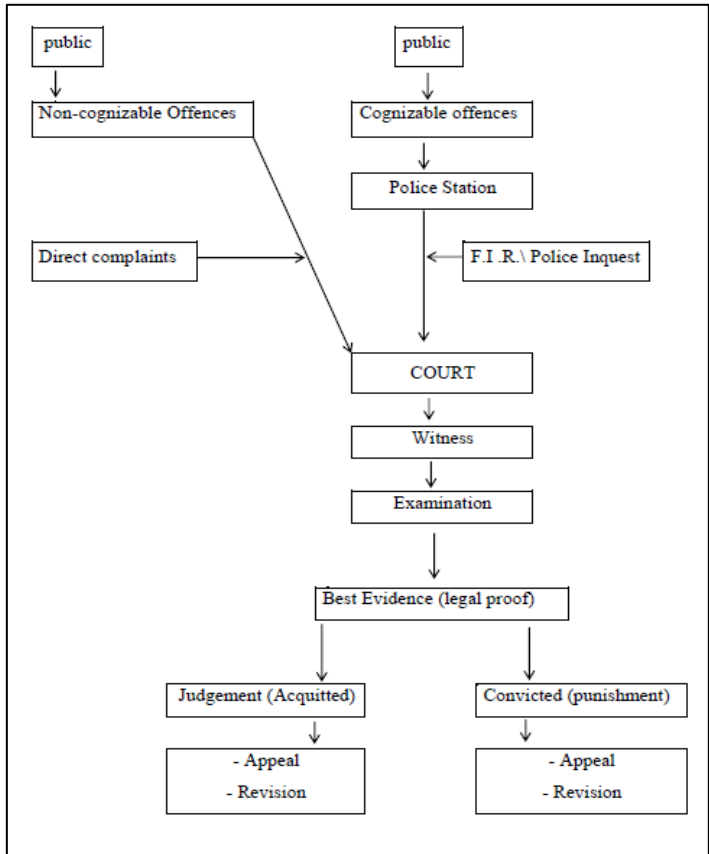 public
public
Non-cognizable Offences
Cognizable offences
Police Station
Direct complaints
F.I .R.\ Police Inquest
COURT
Witness
Examination
Best Evidence (legal proof)
Judgement (Acquitted)
Convicted (punishment)
- Appeal
- Revision
- Appeal
- Revision